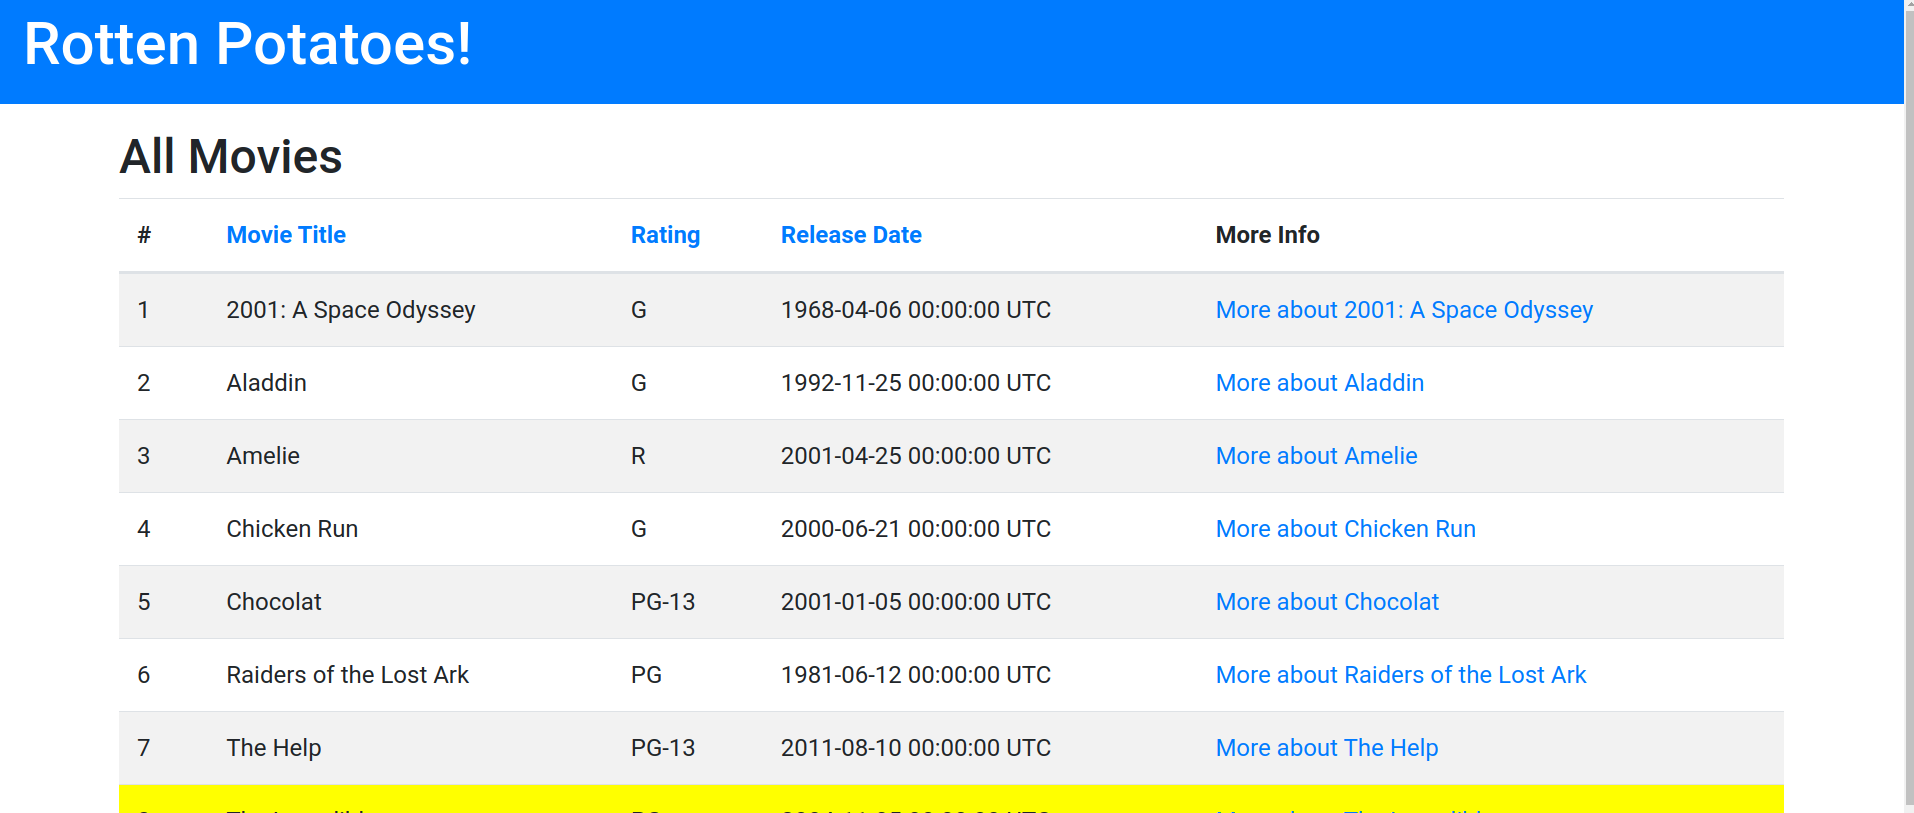 Rotten Potatoes!
All Movies
# Movie Title Rating Release Date More Info
1 2001: A Space Odyssey G 1968-04-06 00:00:00 UTC More about 2001: A Space Odyssey
2 Aladdin G 1992-11-25 00:00:00 UTC More about Aladdin
3 Amelie R 2001-04-25 00:00:00 UTC More about Amelie
4 Chicken Run G 2000-06-21 00:00:00 UTC More about Chicken Run
5 Chocolat PG-13 2001-01-05 00:00:00 UTC More about Chocolat
6 Raiders of the Lost Ark PG 1981-06-12 00:00:00 UTC More about Raiders of the Lost Ark
7 The Help PG-13 2011-08-10 00:00:00 UTC More about The Help